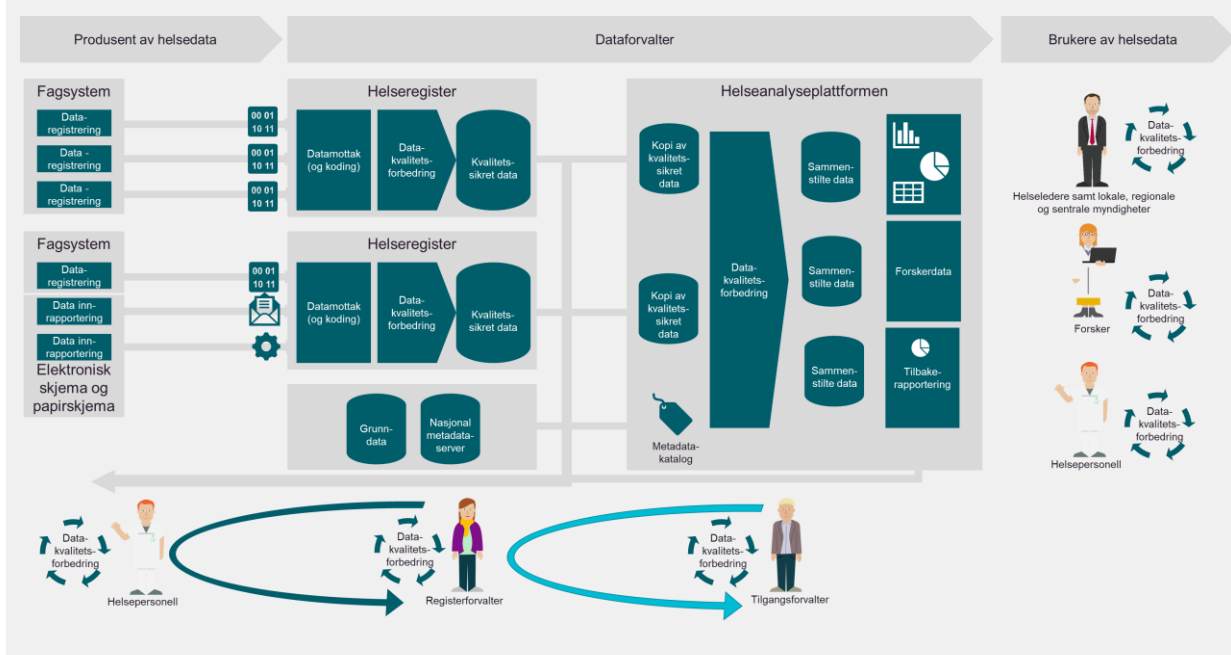 Produsent av helsedata
Dataforvalter
Brukere av helsedata
Fagsystem
Data-
registrering
Data -
registrering
Data -
registrering
00 01
10 11
00 01
10 11
00 01
10 11
Helseregister
Datamottak
(og koding)
Data-
kvalitets-
forbedring
Kvalitets-
sikret data
Fagsystem
Data-
registrering
Data inn-
rapportering
Data inn-
rapportering
Elektronisk
skjema og
papirskjema
00 01
10 11
Helseregister
Datamottak
(og koding)
Data-
kvalitets-
forbedring
Kvalitets-
sikret data
Grunn-
data
Nasjonal
metadata-
server
Helseanalyseplattformen
Kopi av
kvalitets-
sikret
data
Kopi av
kvalitets-
sikret
data
Metadata-
katalog
Data-
kvalitets-
forbedring
Sammen-
stilte data
Sammen-
stilte data
Sammen-
stilte data
Forskerdata
Tilbake-
rapportering
Data-
kvalitets-
forbedring
Helseledere samt lokale, regionale
og sentrale myndigheter
Data-
kvalitets-
forbedring
Forsker
Data-
kvalitets-
forbedring
Helsepersonell
Data-
kvalitets-
forbedring
Helsepersonell
Data-
kvalitets-
forbedring
Registerforvalter
Data-
kvalitets-
forbedring
Tilgangsforvalter